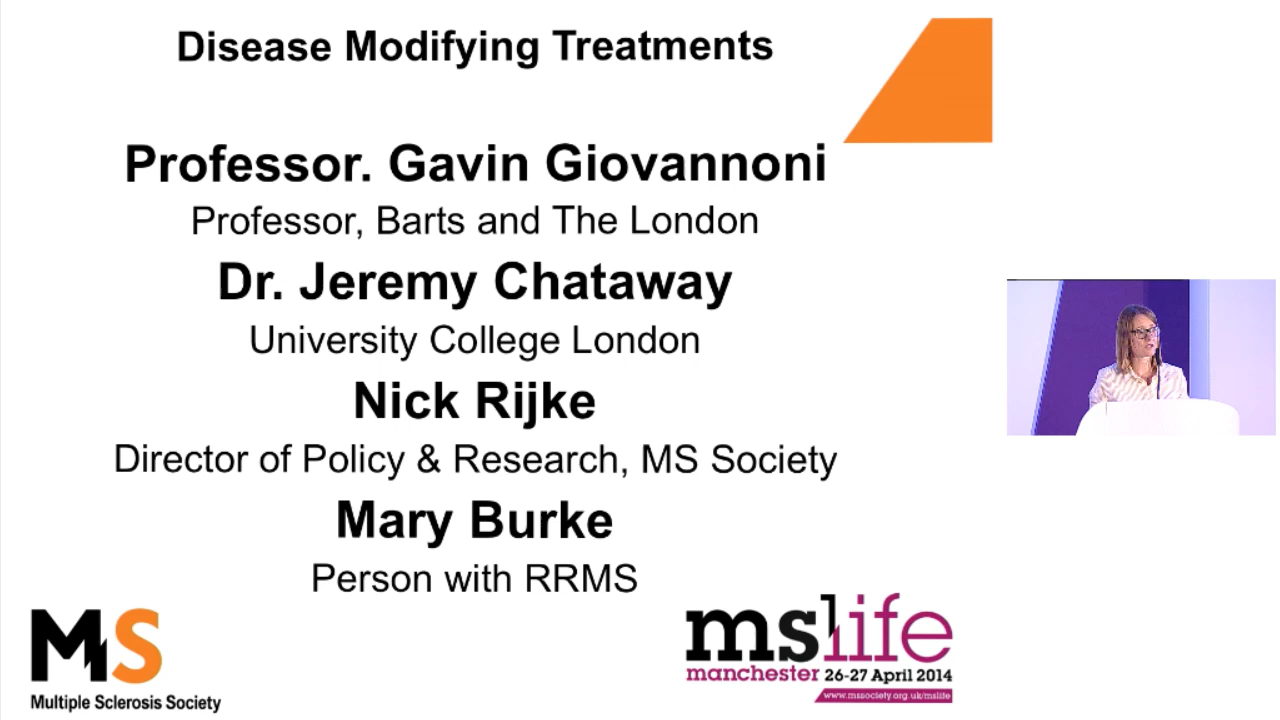 Disease Modifying Treatments
Professor. Gavin Giovannoni
Professor, Barts and The London
Dr. Jeremy Chataway
University College London
Nick Rijke
Director of Policy & Research, MS Society
Mary Burke
Person with RRMS
MS
Multiple Sclerosis Society
mslife
manchester 26-27 April 2014
www.mssociety.org.uk/mslife